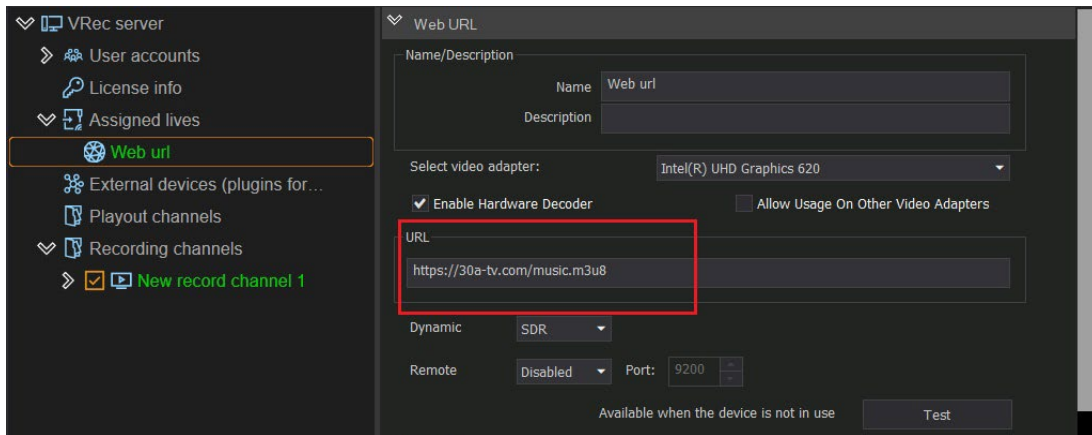 VRec server
User accounts
License info
Assigned lives
Web url
External devices (plugins for...
Playout channels
Recording channels
New record channel 1
Web URL
Name/Description
Name Web url
Description
Select video adapter: Intel(R) UHD Graphics 620
Enable Hardware Decoder Allow Usage On Other Video Adapters
URL
https://30a-tv.com/music.m3u8
Dynamic SDR
Remote Disabled Port: 9200
Available when the device is not in use Test